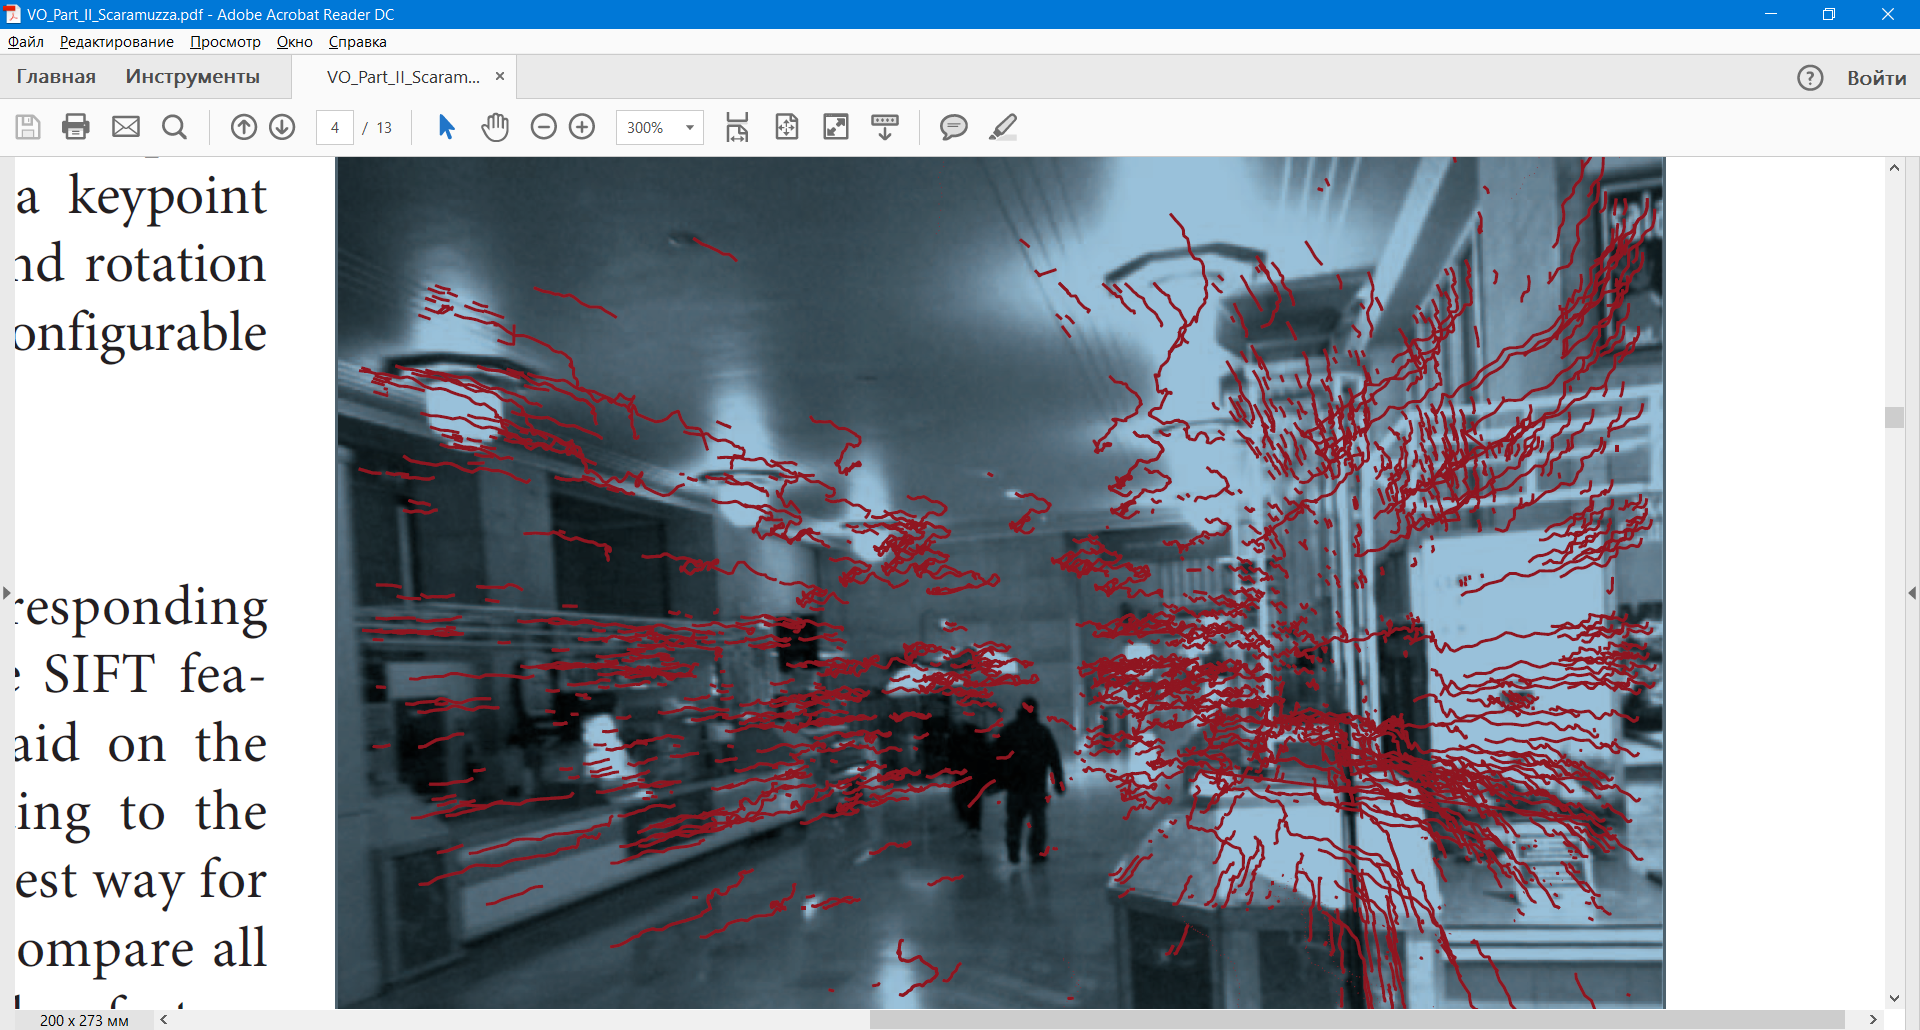 VO_Part_II_Scaramuzza.pdf - Adobe Acrobat Reader DC
Файл Редактирование Просмотр Окно Справка
Главная Инструменты VO_Part_II_Scaram... Войти
4 / 13 300%
a keypoint
nd rotation
onfigurable
responding
e SIFT fea-
aid on the
ing to the
est way for
ompare all
200 x 273 мм